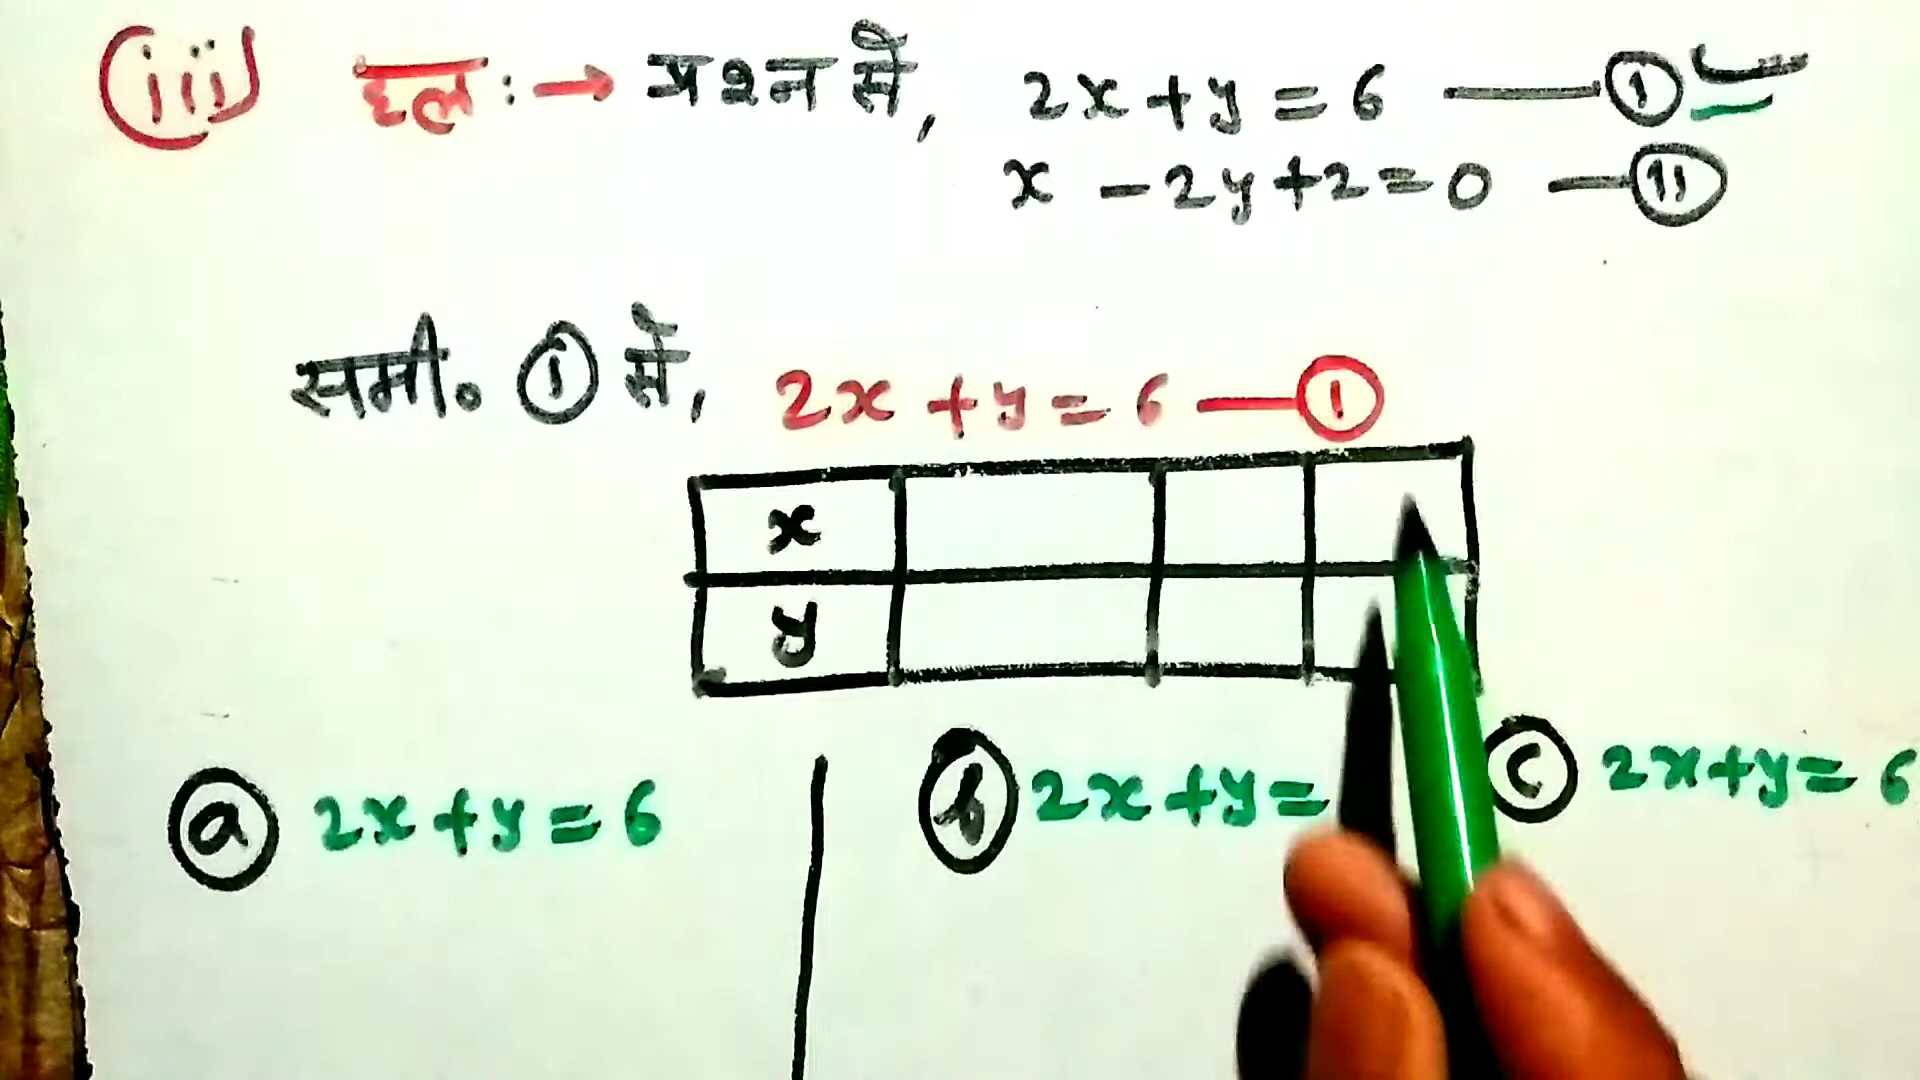 (iii) हल :→ प्रश्न से, 2x + y = 6 — (i)
x - 2y + 2 = 0 — (ii)
समी० (i) से, 2x + y = 6 — (i)
x
y
(a) 2x + y = 6
(b) 2x + y =
(c) 2x + y = 6